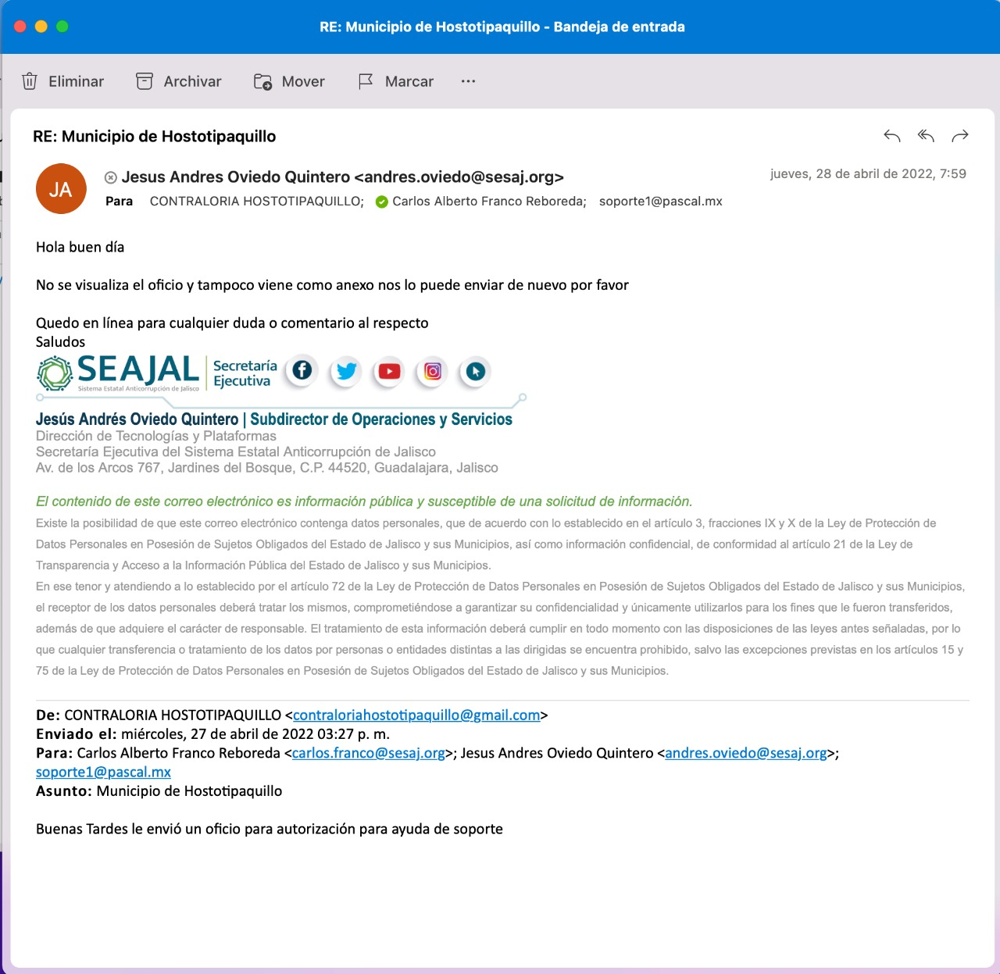 RE: Municipio de Hostotipaquillo - Bandeja de entrada
Eliminar Archivar Mover Marcar ...
RE: Municipio de Hostotipaquillo
JA
Jesus Andres Oviedo Quintero <andres.oviedo@sesaj.org>
jueves, 28 de abril de 2022, 7:59
Para CONTRALORIA HOSTOTIPAQUILLO; Carlos Alberto Franco Reboreda; soporte1@pascal.mx
Hola buen día
No se visualiza el oficio y tampoco viene como anexo nos lo puede enviar de nuevo por favor
Quedo en línea para cualquier duda o comentario al respecto
Saludos
SEAJAL
Sistema Estatal Anticorrupción de Jalisco
Secretaría
Ejecutiva
Jesús Andrés Oviedo Quintero | Subdirector de Operaciones y Servicios
Dirección de Tecnologías y Plataformas
Secretaría Ejecutiva del Sistema Estatal Anticorrupción de Jalisco
Av. de los Arcos 767, Jardines del Bosque, C.P. 44520, Guadalajara, Jalisco
El contenido de este correo electrónico es información pública y susceptible de una solicitud de información.
Existe la posibilidad de que este correo electrónico contenga datos personales, que de acuerdo con lo establecido en el artículo 3, fracciones IX y X de la Ley de Protección de
Datos Personales en Posesión de Sujetos Obligados del Estado de Jalisco y sus Municipios, así como información confidencial, de conformidad al artículo 21 de la Ley de
Transparencia y Acceso a la Información Pública del Estado de Jalisco y sus Municipios.
En ese tenor y atendiendo a lo establecido por el artículo 72 de la Ley de Protección de Datos Personales en Posesión de Sujetos Obligados del Estado de Jalisco y sus Municipios,
el receptor de los datos personales deberá tratar los mismos, comprometiéndose a garantizar su confidencialidad y únicamente utilizarlos para los fines que le fueron transferidos,
además de que adquiere el carácter de responsable. El tratamiento de esta información deberá cumplir en todo momento con las disposiciones de las leyes antes señaladas, por lo
que cualquier transferencia o tratamiento de los datos por personas o entidades distintas a las dirigidas se encuentra prohibido, salvo las excepciones previstas en los artículos 15 y
75 de la Ley de Protección de Datos Personales en Posesión de Sujetos Obligados del Estado de Jalisco y sus Municipios.
De: CONTRALORIA HOSTOTIPAQUILLO <contraloriahostotipaquillo@gmail.com>
Enviado el: miércoles, 27 de abril de 2022 03:27 p. m.
Para: Carlos Alberto Franco Reboreda <carlos.franco@sesaj.org>; Jesus Andres Oviedo Quintero <andres.oviedo@sesaj.org>;
soporte1@pascal.mx
Asunto: Municipio de Hostotipaquillo
Buenas Tardes le envió un oficio para autorización para ayuda de soporte